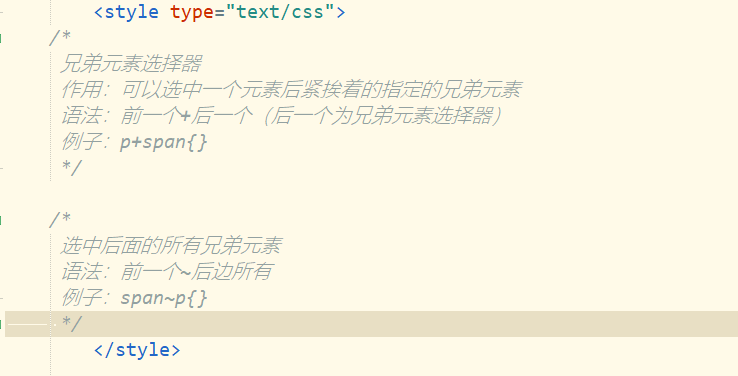 <style type="text/css">
/*
兄弟元素选择器
作用：可以选中一个元素后紧挨着的指定的兄弟元素
语法：前一个+后一个（后一个为兄弟元素选择器）
例子：p+span{}
*/
/*
选中后面的所有兄弟元素
语法：前一个~后边所有
例子：span~p{}
*/
</style>